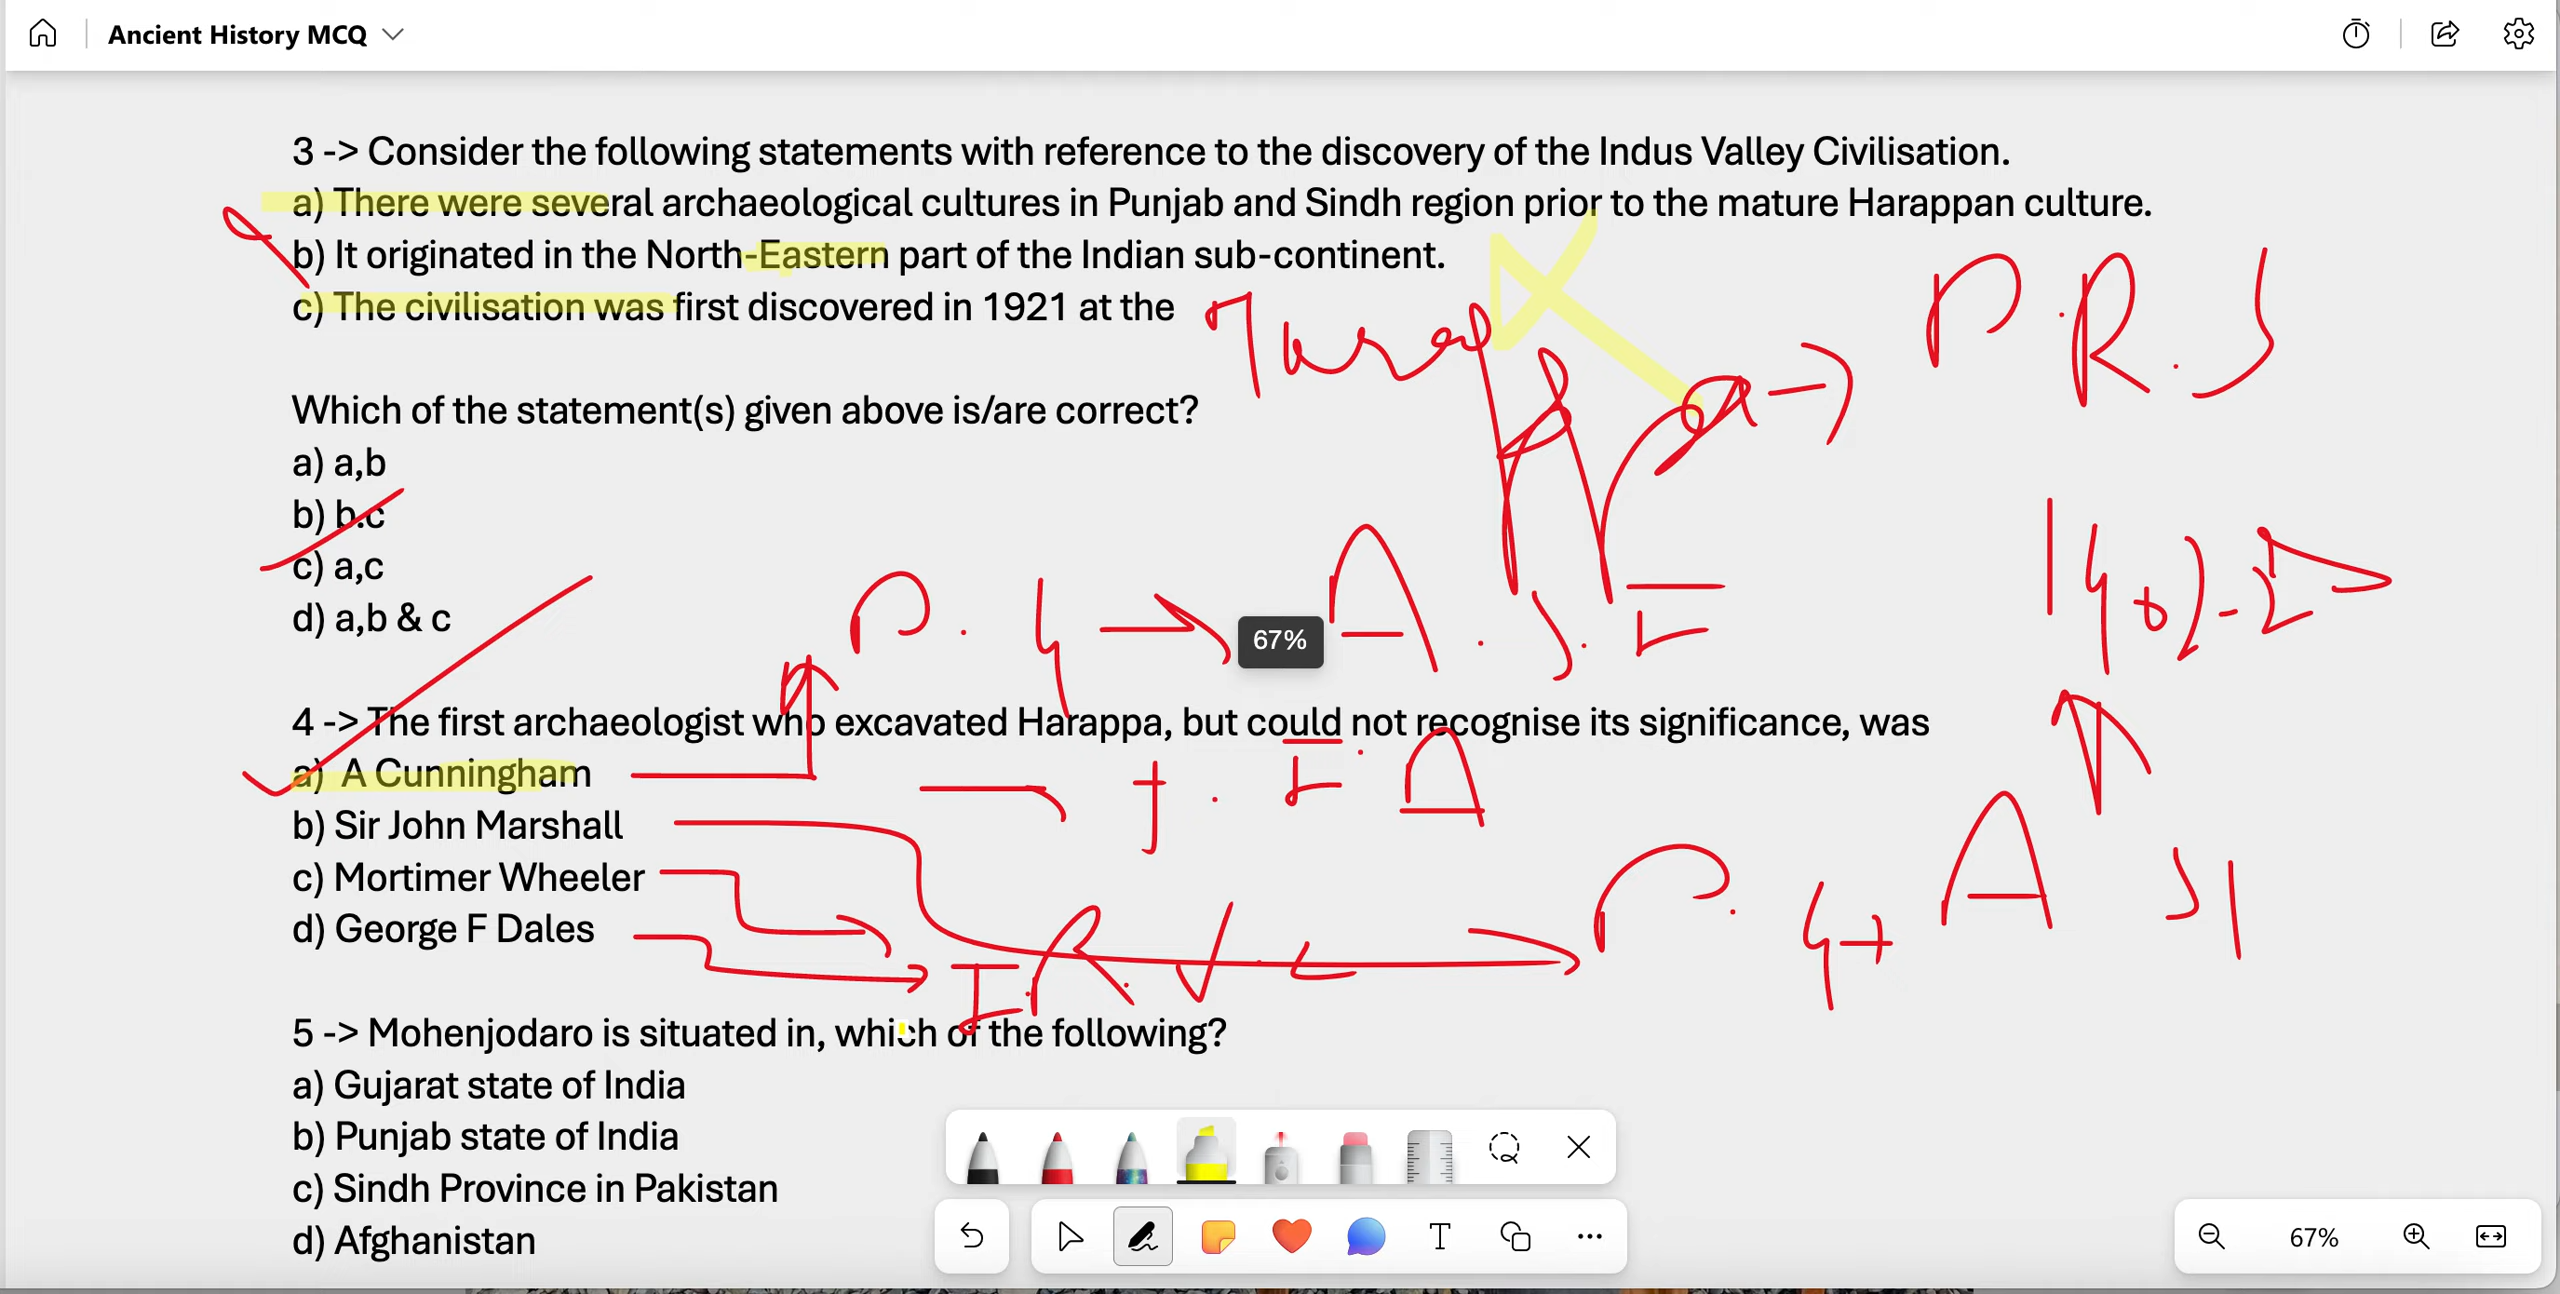 Ancient History MCQ
3 -> Consider the following statements with reference to the discovery of the Indus Valley Civilisation.
a) There were several archaeological cultures in Punjab and Sindh region prior to the mature Harappan culture.
b) It originated in the North-Eastern part of the Indian sub-continent.
c) The civilisation was first discovered in 1921 at the
Which of the statement(s) given above is/are correct?
a) a,b
b) b.c
c) a,c
d) a,b & c
67%
4 -> The first archaeologist who excavated Harappa, but could not recognise its significance, was
a) A Cunningham
b) Sir John Marshall
c) Mortimer Wheeler
d) George F Dales
5 -> Mohenjodaro is situated in, which of the following?
a) Gujarat state of India
b) Punjab state of India
c) Sindh Province in Pakistan
d) Afghanistan
67%